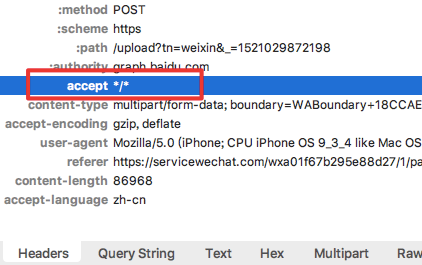 :method POST
:scheme https
:path /upload?tn=weixin&_=1521029872198
:authority graph.baidu.com
accept */*
content-type multipart/form-data; boundary=WABoundary+18CCAE
accept-encoding gzip, deflate
user-agent Mozilla/5.0 (iPhone; CPU iPhone OS 9_3_4 like Mac OS
referer https://servicewechat.com/wxa01f67b295e88d27/1/pa
content-length 86968
accept-language zh-cn
Headers Query String Text Hex Multipart Raw